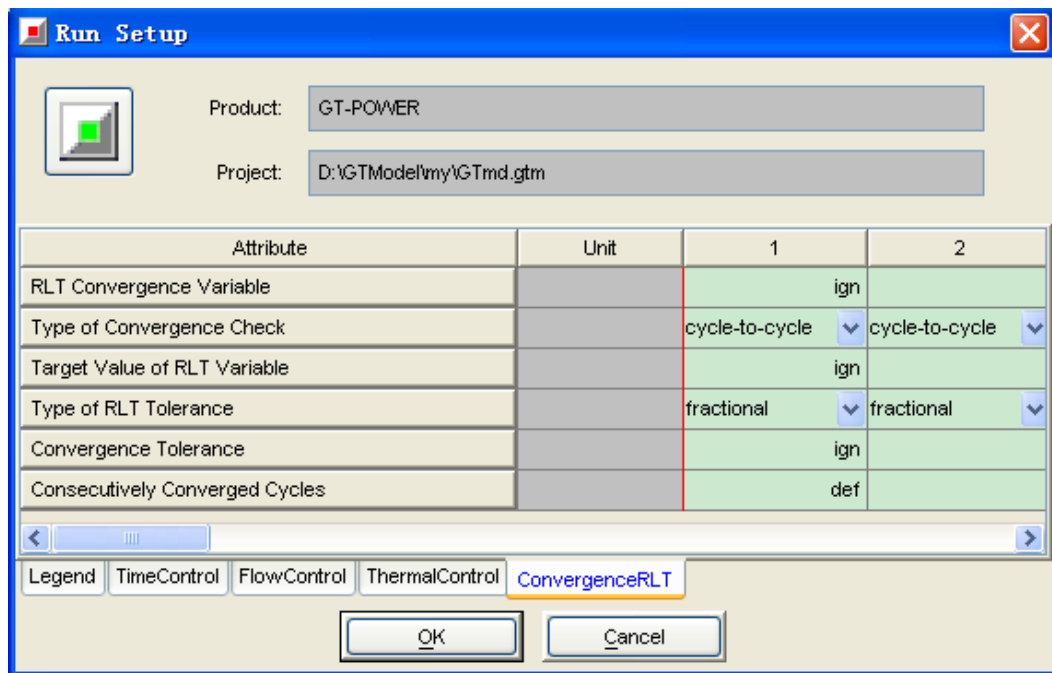 Run Setup
Product: GT-POWER
Project: D:\GTModel\my\GTmd.gtm
Attribute Unit 1 2
RLT Convergence Variable ign
Type of Convergence Check cycle-to-cycle cycle-to-cycle
Target Value of RLT Variable ign
Type of RLT Tolerance fractional fractional
Convergence Tolerance ign
Consecutively Converged Cycles def
Legend TimeControl FlowControl ThermalControl ConvergenceRLT
OK Cancel